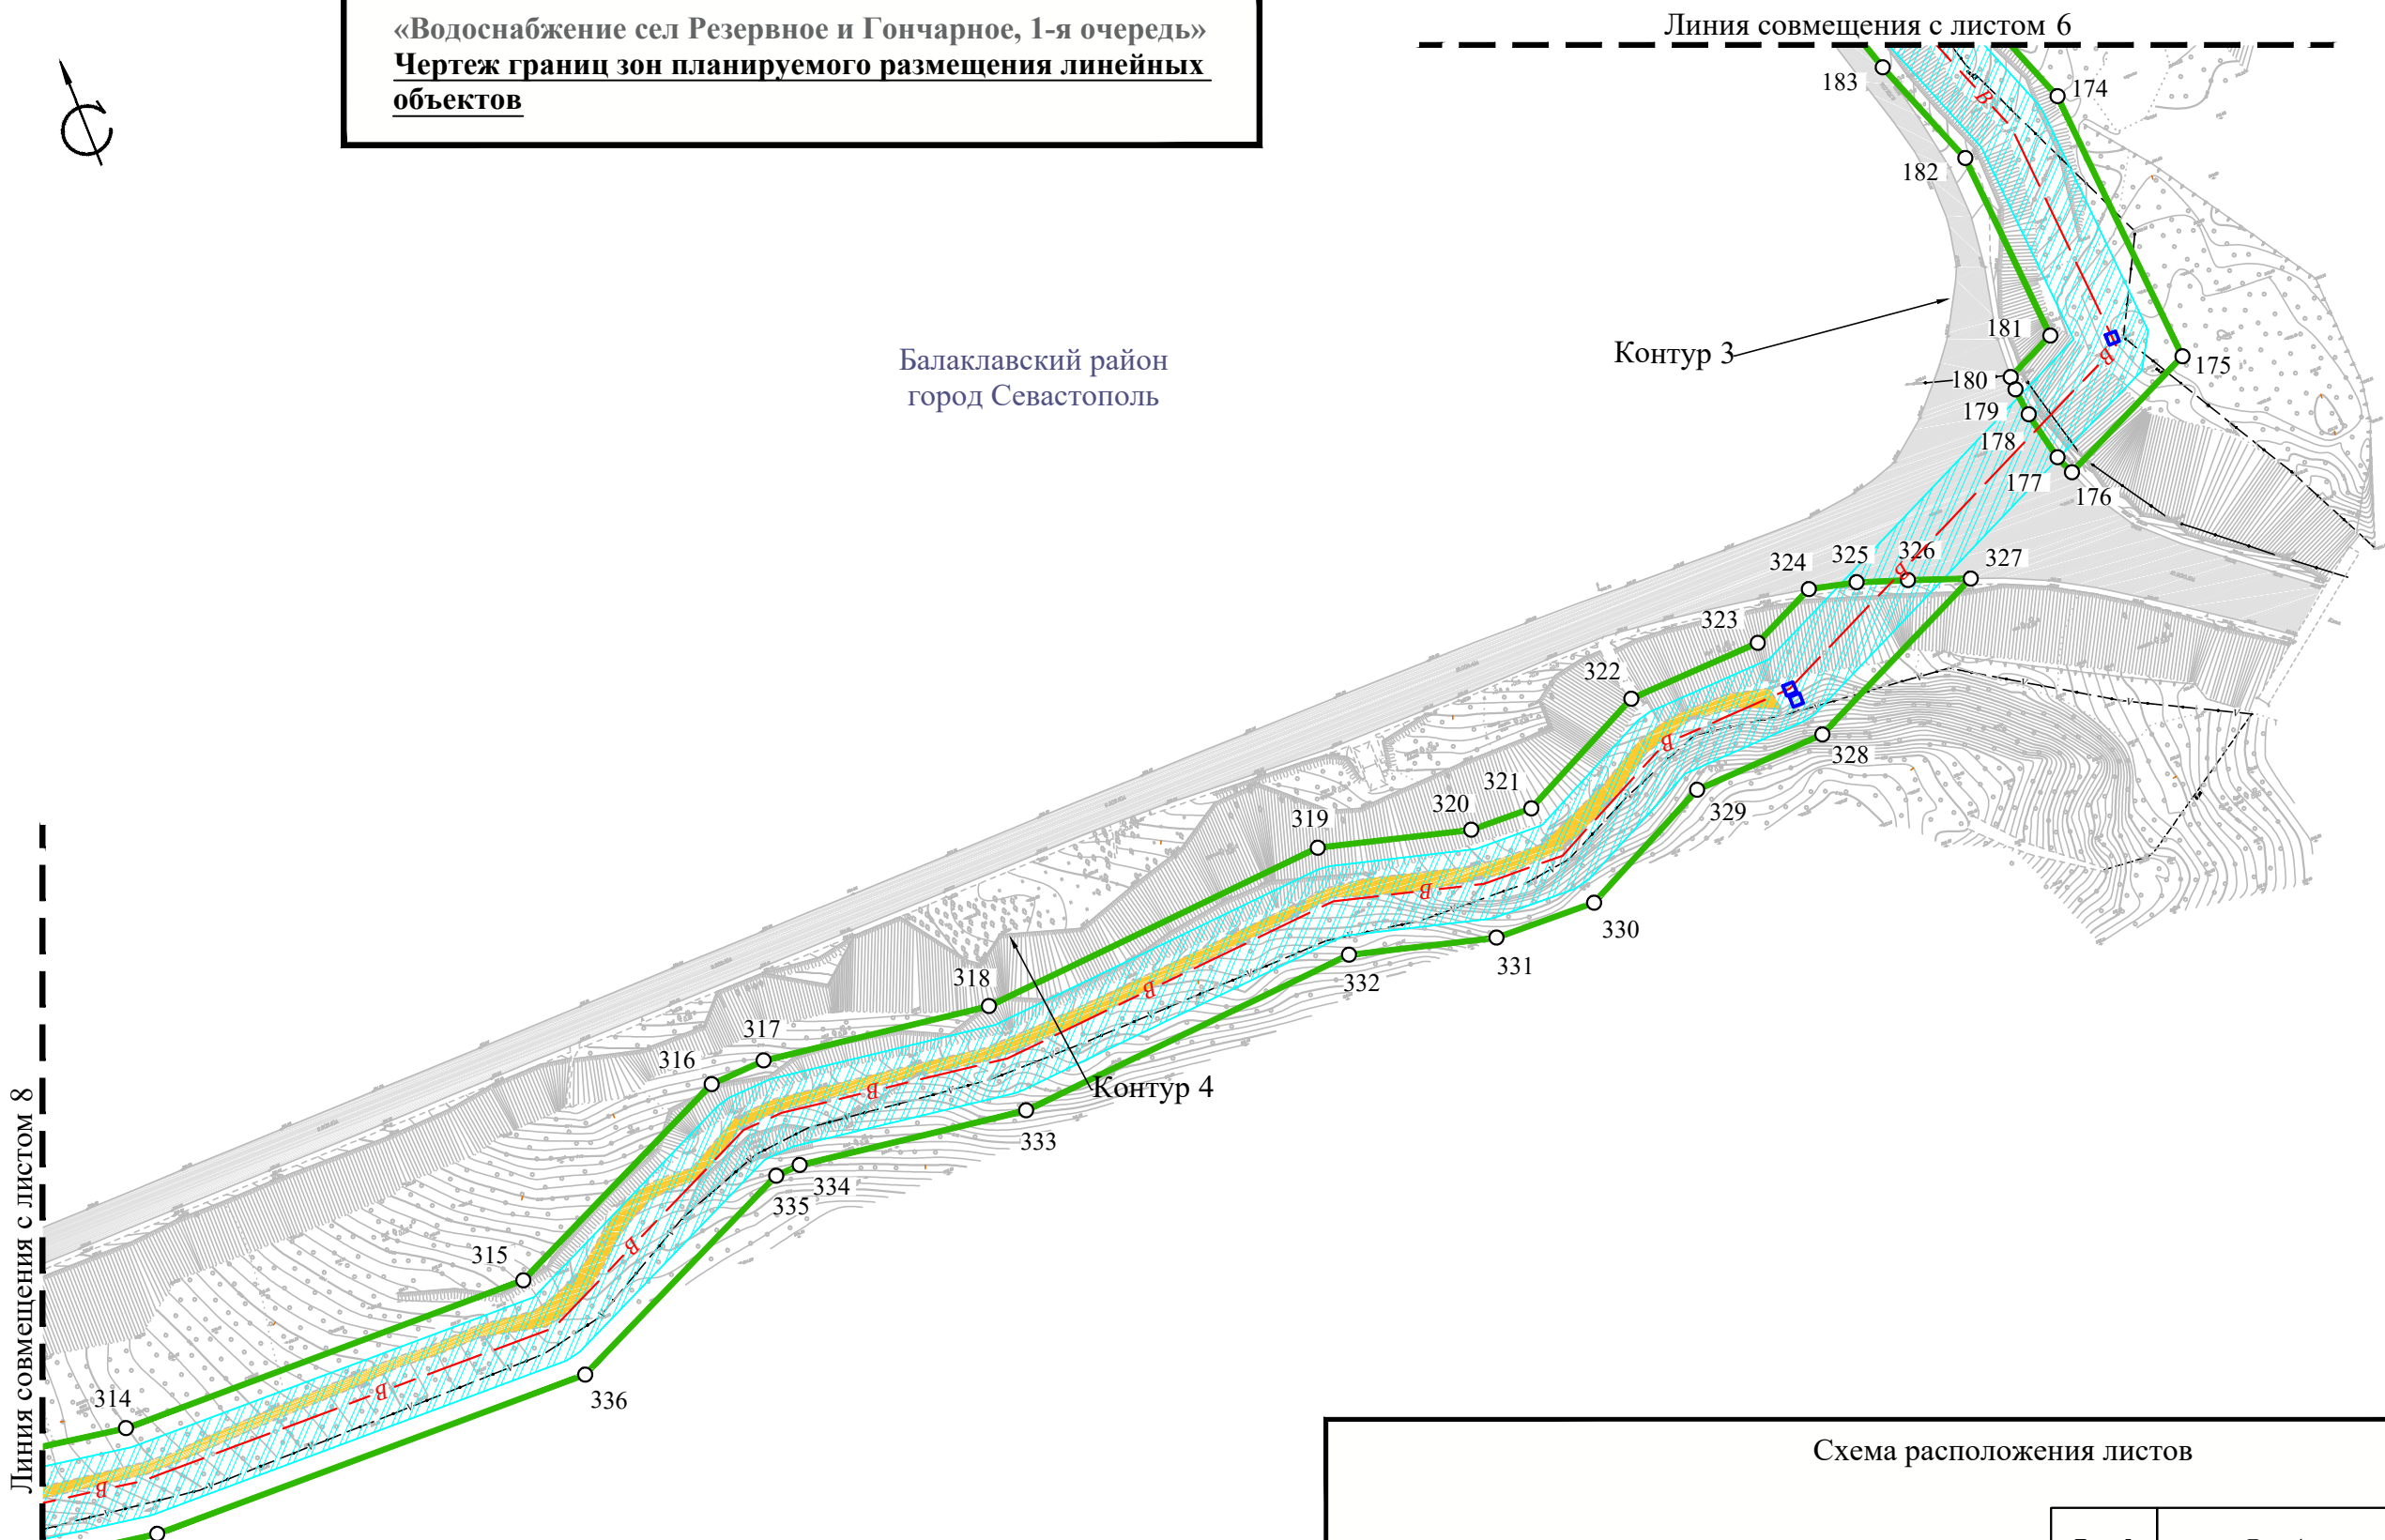 «Водоснабжение сел Резервное и Гончарное, 1-я очередь»
Чертеж границ зон планируемого размещения линейных
объектов
Линия совмещения с листом 6
С
183
174
182
181
175
180
179
178
177
176
Контур 3
Балаклавский район
город Севастополь
324
325
326
327
323
322
328
321
320
329
319
330
331
332
318
317
316
Контур 4
333
334
335
315
336
314
Линия совмещения с листом 8
В
В
В
В
В
В
В
В
В
В
Схема расположения листов